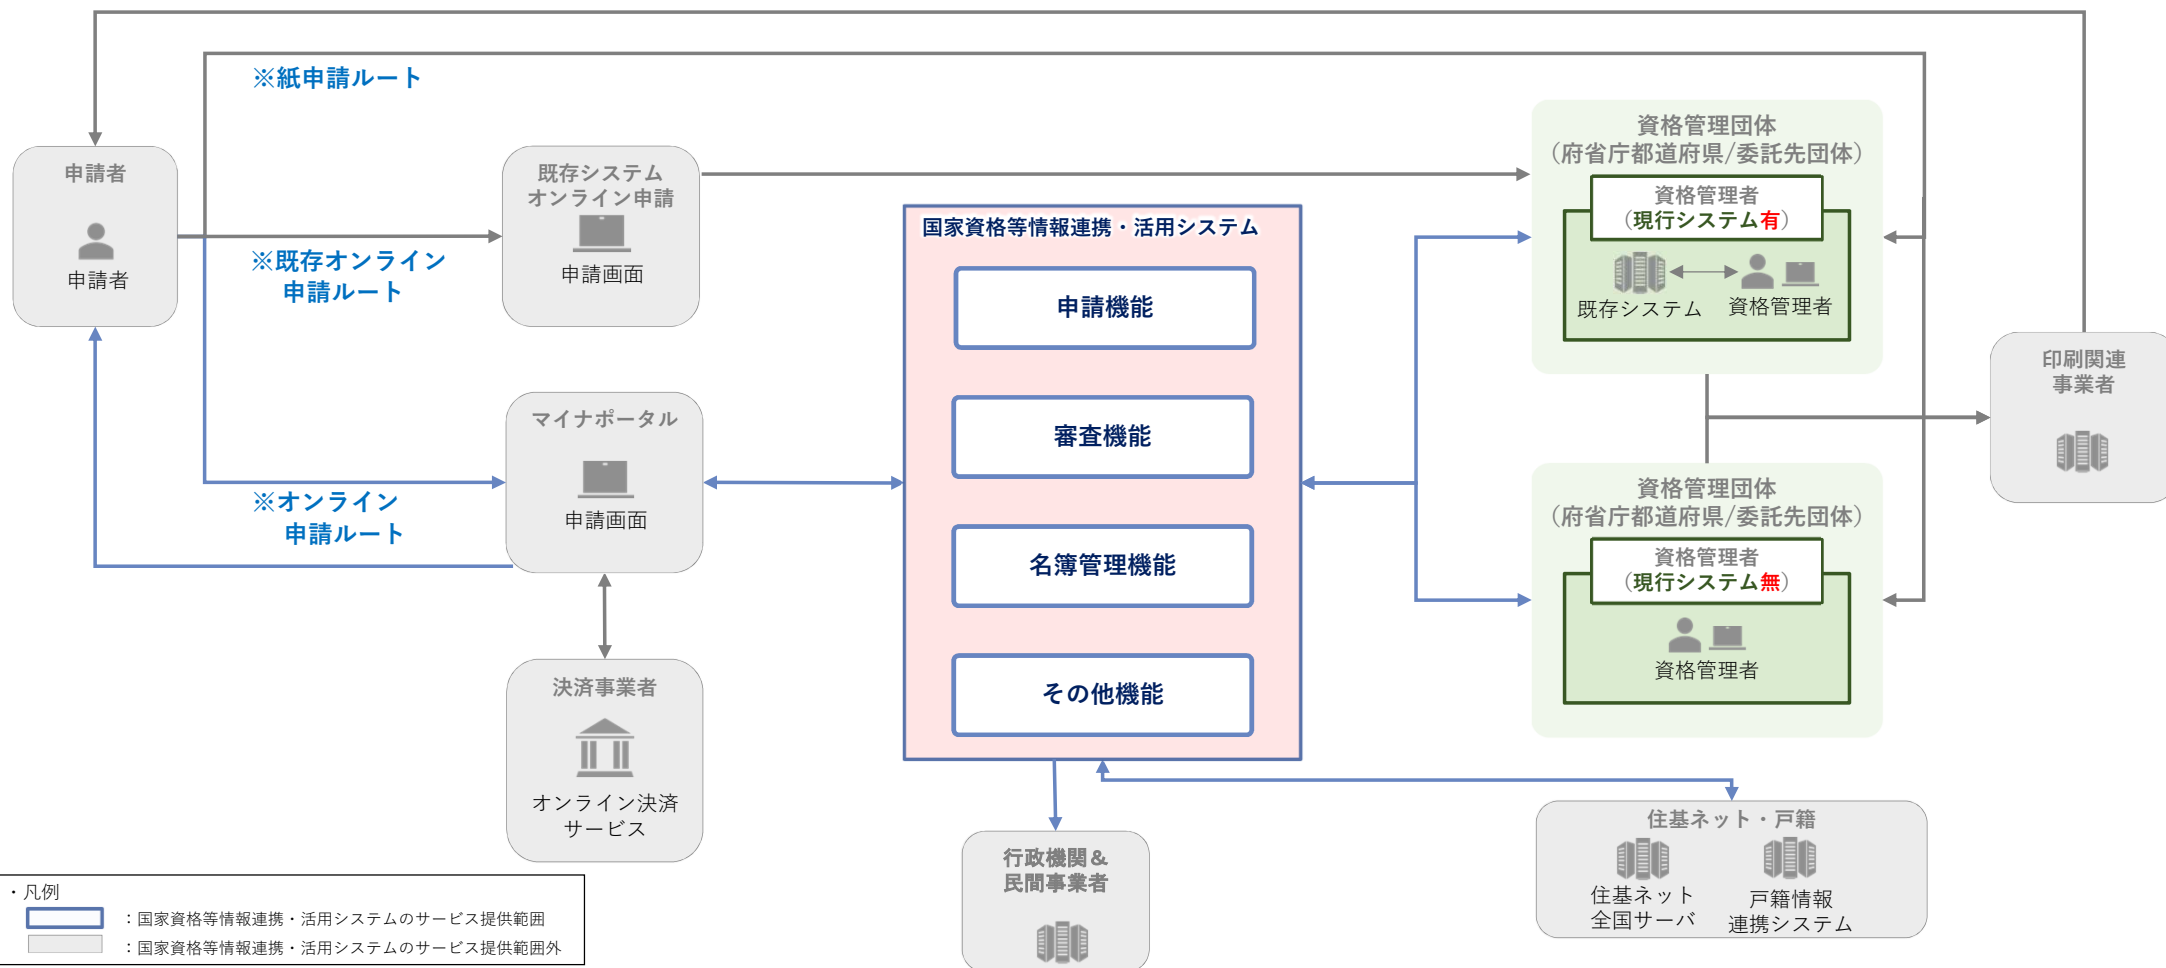 ※紙申請ルート
申請者
申請者
※既存オンライン
申請ルート
※オンライン
申請ルート
既存システム
オンライン申請
申請画面
マイナポータル
申請画面
決済事業者
オンライン決済
サービス
国家資格等情報連携・活用システム
申請機能
審査機能
名簿管理機能
その他機能
資格管理団体
（府省庁都道府県/委託先団体）
資格管理者
（現行システム有）
既存システム
資格管理者
資格管理団体
（府省庁都道府県/委託先団体）
資格管理者
（現行システム無）
資格管理者
印刷関連
事業者
行政機関＆
民間事業者
住基ネット・戸籍
住基ネット
全国サーバ
戸籍情報
連携システム
・凡例
：国家資格等情報連携・活用システムのサービス提供範囲
：国家資格等情報連携・活用システムのサービス提供範囲外